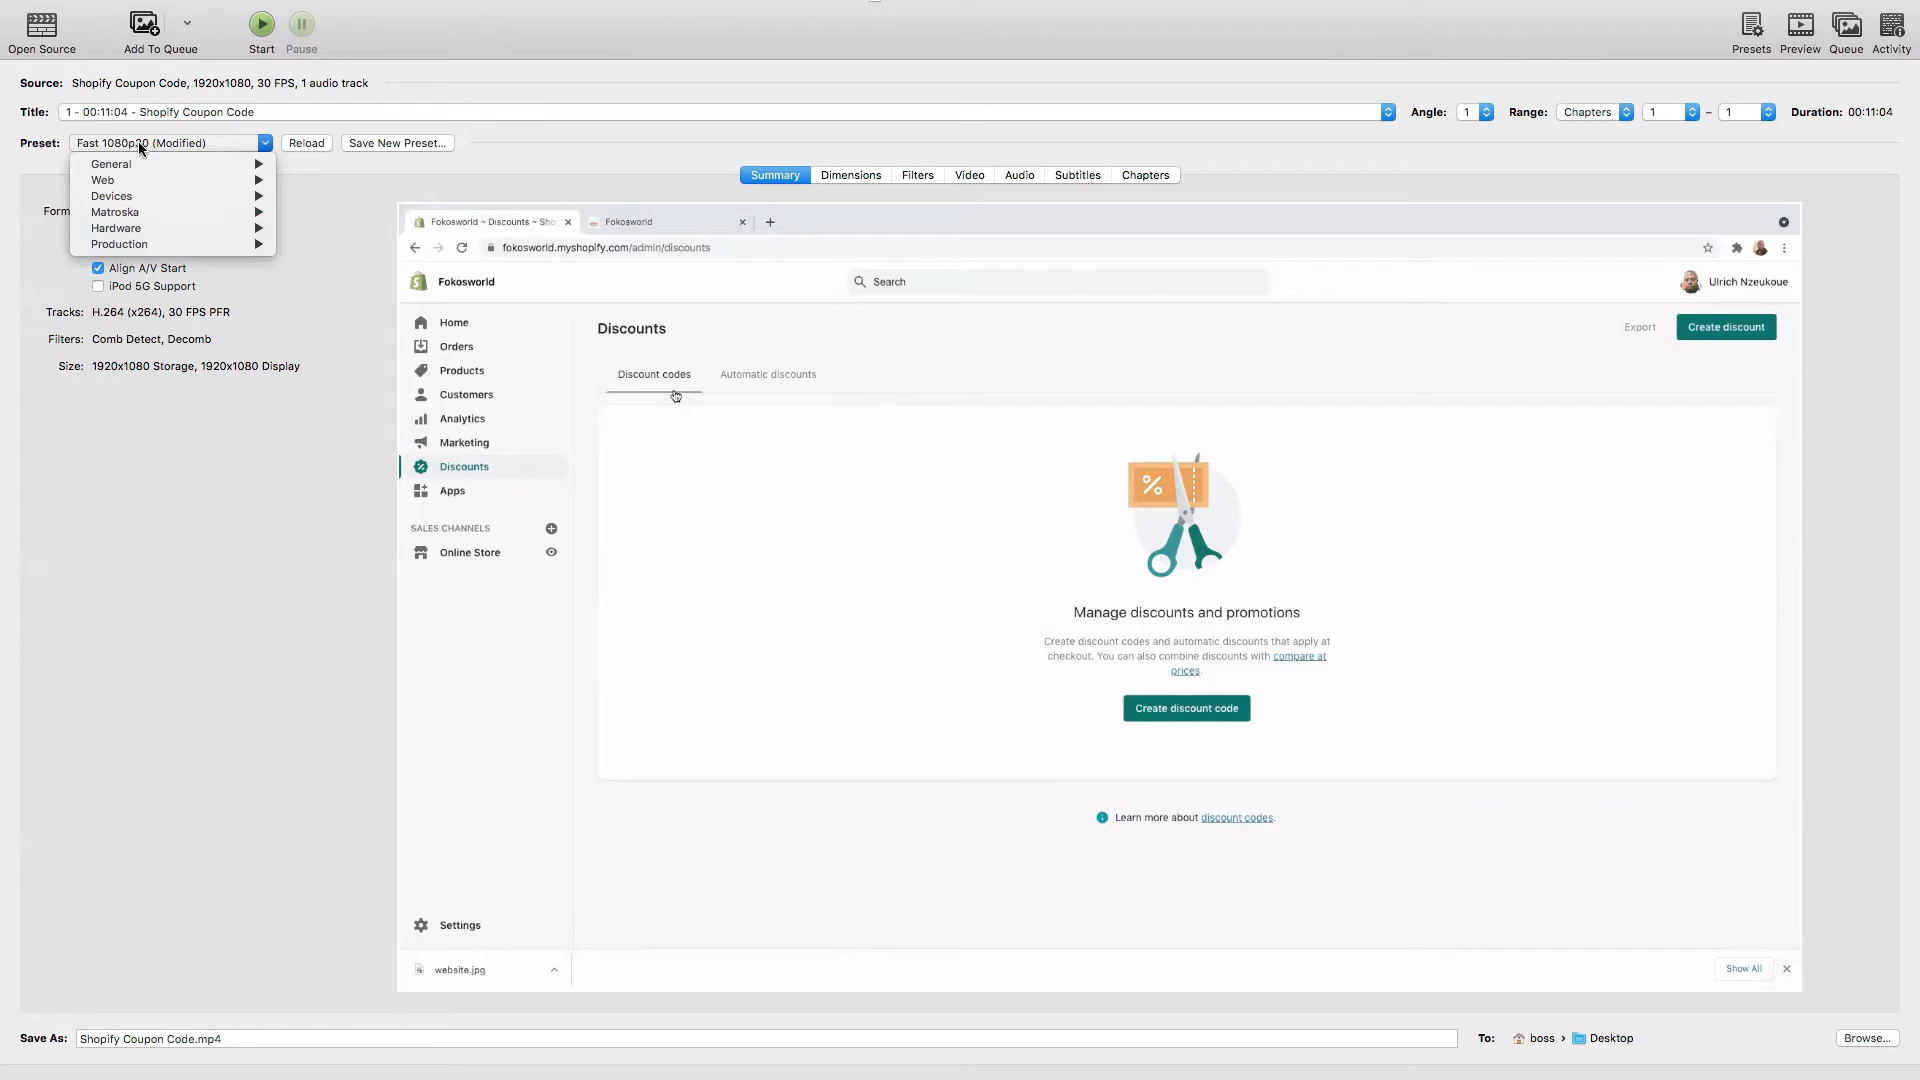 Open Source
Add To Queue
Start
Pause
Presets
Preview
Queue
Activity
Source: Shopify Coupon Code, 1920x1080, 30 FPS, 1 audio track
Title: 1 - 00:11:04 - Shopify Coupon Code
Angle: 1
Range: Chapters 1 – 1
Duration: 00:11:04
Preset: Fast 1080p30 (Modified)
Reload
Save New Preset...
General
Web
Devices
Matroska
Hardware
Production
Summary
Dimensions
Filters
Video
Audio
Subtitles
Chapters
Form
Align A/V Start
iPod 5G Support
Tracks: H.264 (x264), 30 FPS PFR
Filters: Comb Detect, Decomb
Size: 1920x1080 Storage, 1920x1080 Display
Fokosworld ~ Discounts ~ Sho
Fokosworld
fokosworld.myshopify.com/admin/discounts
Fokosworld
Search
Ulrich Nzeukoue
Home
Orders
Products
Customers
Analytics
Marketing
Discounts
Apps
SALES CHANNELS
Online Store
Settings
Discounts
Export
Create discount
Discount codes
Automatic discounts
%
Manage discounts and promotions
Create discount codes and automatic discounts that apply at
checkout. You can also combine discounts with compare at
prices.
Create discount code
Learn more about discount codes.
website.jpg
Show All
Save As: Shopify Coupon Code.mp4
To: boss › Desktop
Browse...